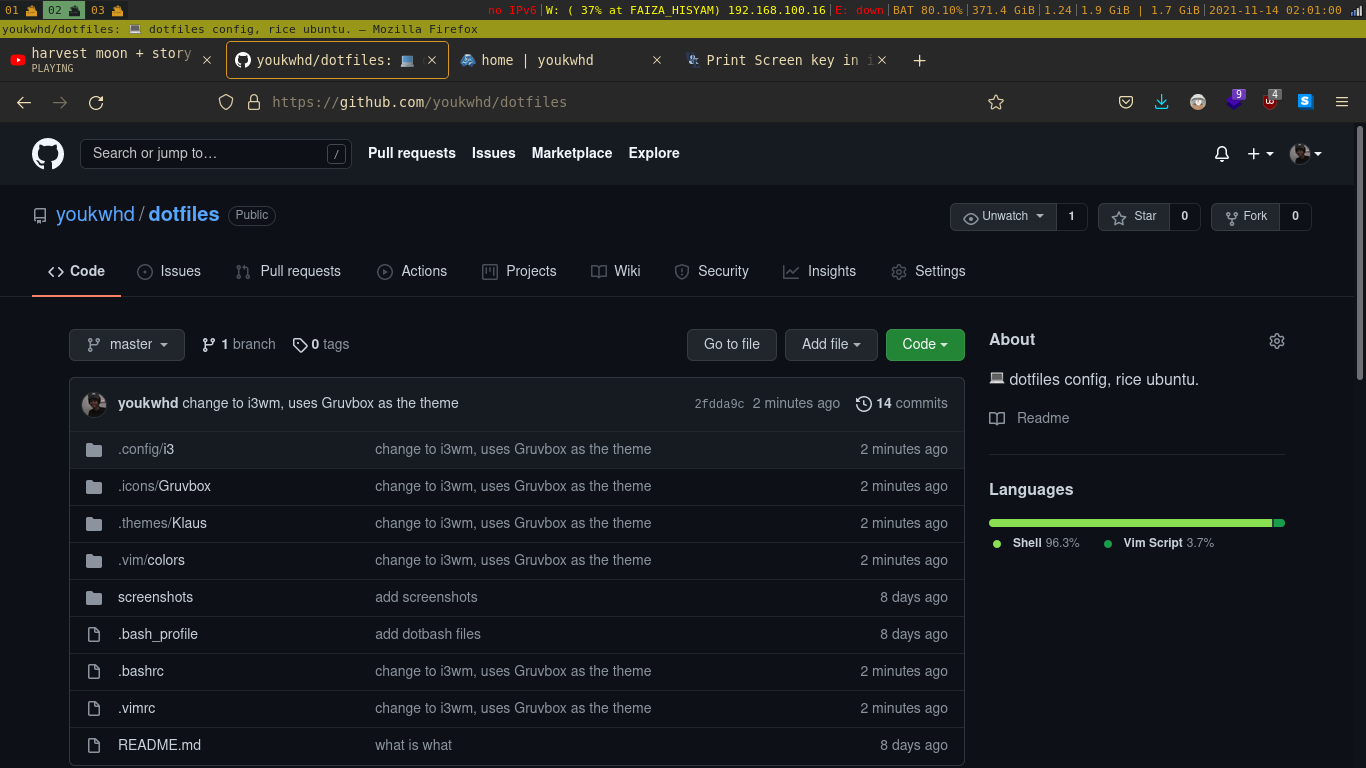 01 02 03 no IPv6|W: ( 37% at FAIZA_HISYAM) 192.168.100.16|E: down|BAT 80.10%|371.4 GiB|1.24|1.9 GiB | 1.7 GiB|2021-11-14 02:01:00
youkwhd/dotfiles: 💻 dotfiles config, rice ubuntu. — Mozilla Firefox
harvest moon + story
PLAYING
youkwhd/dotfiles: 💻
home | youkwhd
Print Screen key in i
https://github.com/youkwhd/dotfiles
9
4
S
Search or jump to… /
Pull requests Issues Marketplace Explore
youkwhd / dotfiles Public
Unwatch 1 Star 0 Fork 0
Code Issues Pull requests Actions Projects Wiki Security Insights Settings
master 1 branch 0 tags Go to file Add file Code
youkwhd change to i3wm, uses Gruvbox as the theme 2fdda9c 2 minutes ago 14 commits
.config/i3 change to i3wm, uses Gruvbox as the theme 2 minutes ago
.icons/Gruvbox change to i3wm, uses Gruvbox as the theme 2 minutes ago
.themes/Klaus change to i3wm, uses Gruvbox as the theme 2 minutes ago
.vim/colors change to i3wm, uses Gruvbox as the theme 2 minutes ago
screenshots add screenshots 8 days ago
.bash_profile add dotbash files 8 days ago
.bashrc change to i3wm, uses Gruvbox as the theme 2 minutes ago
.vimrc change to i3wm, uses Gruvbox as the theme 2 minutes ago
README.md what is what 8 days ago
About
💻 dotfiles config, rice ubuntu.
Readme
Languages
Shell 96.3% Vim Script 3.7%